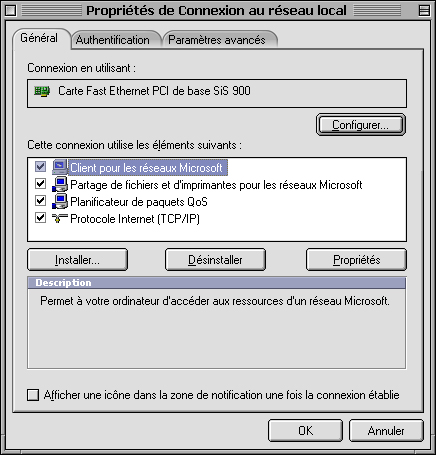 Propriétés de Connexion au réseau local
Général
Authentification
Paramètres avancés
Connexion en utilisant :
Carte Fast Ethernet PCI de base SiS 900
Configurer...
Cette connexion utilise les éléments suivants :
Client pour les réseaux Microsoft
Partage de fichiers et d'imprimantes pour les réseaux Microsoft
Planificateur de paquets QoS
Protocole Internet (TCP/IP)
Installer...
Désinstaller
Propriétés
Description
Permet à votre ordinateur d'accéder aux ressources d'un réseau Microsoft.
Afficher une icône dans la zone de notification une fois la connexion établie
OK
Annuler